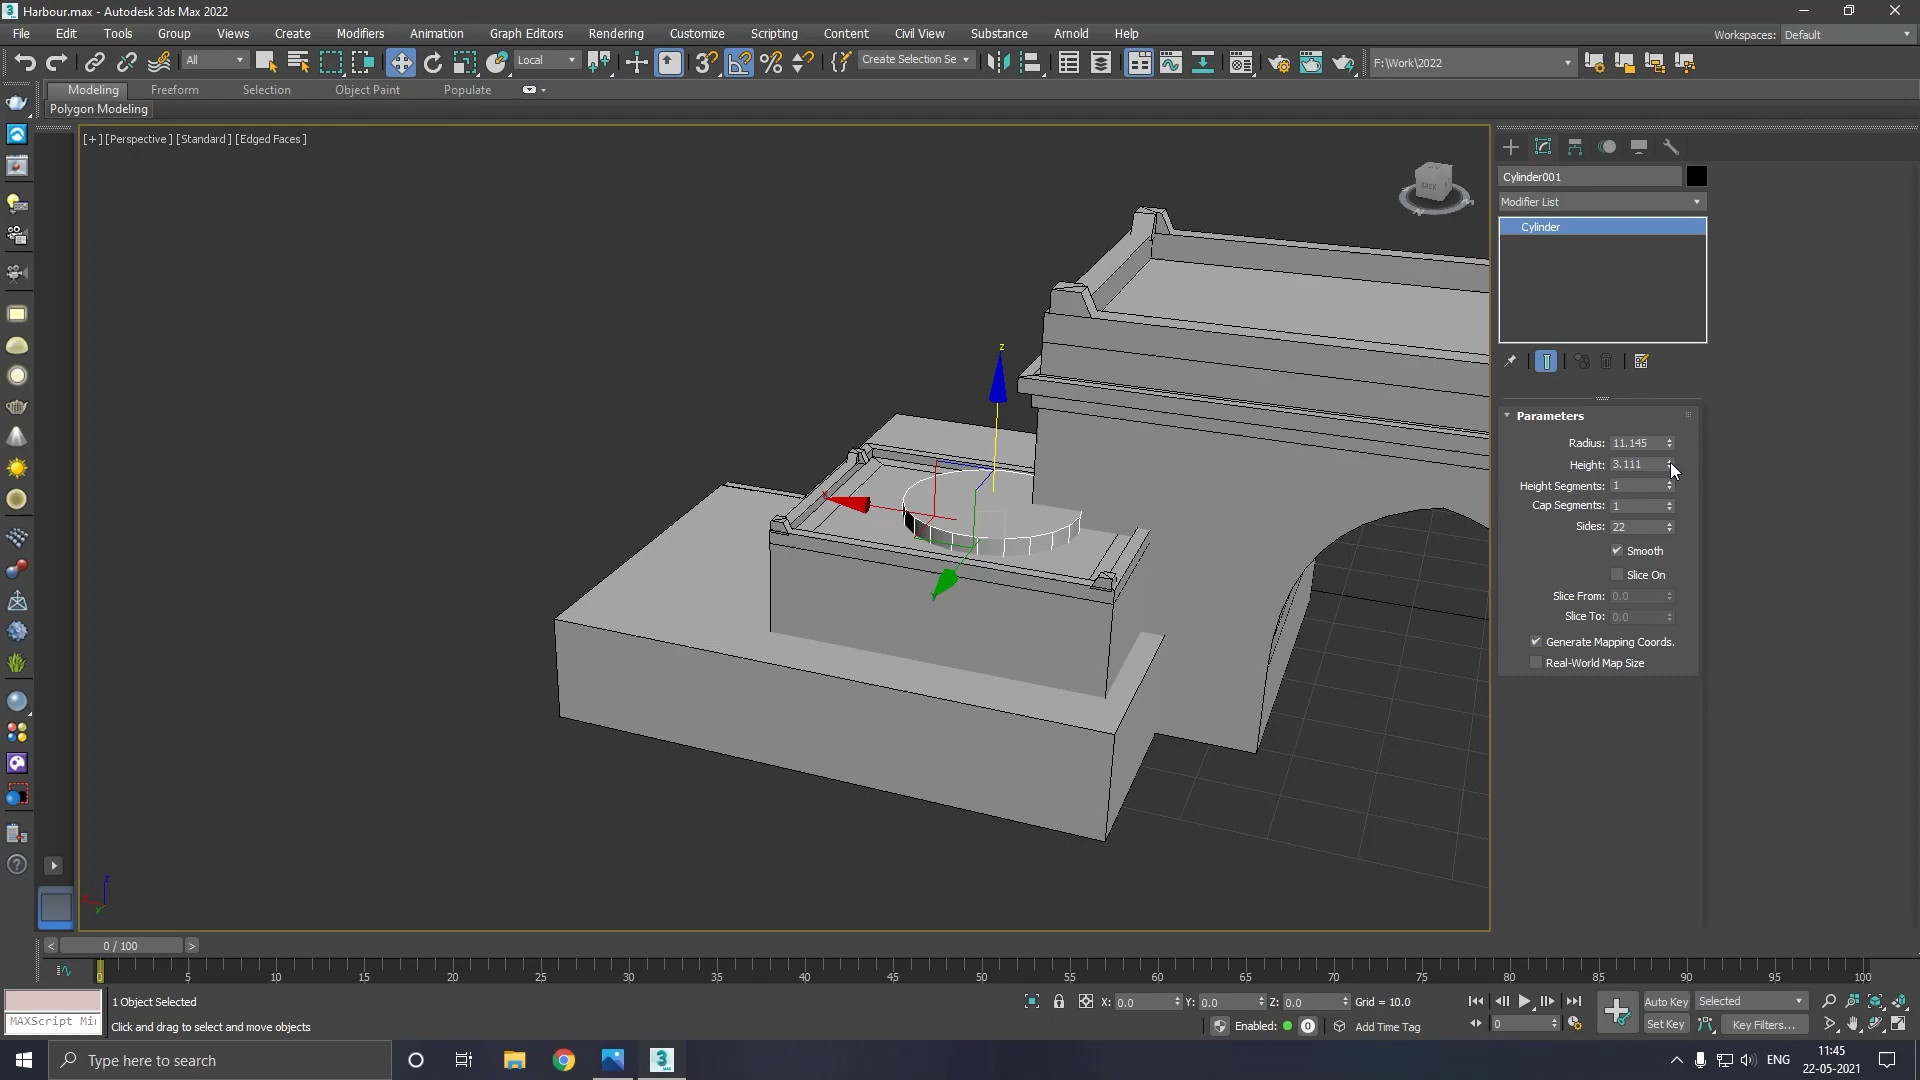 Harbour.max - Autodesk 3ds Max 2022
File Edit Tools Group Views Create Modifiers Animation Graph Editors Rendering Customize Scripting Content Civil View Substance Arnold Help
Workspaces: Default
All Local Create Selection Se F:\Work\2022
Modeling Freeform Selection Object Paint Populate
Polygon Modeling
[+] [Perspective ] [Standard ] [Edged Faces ]
BACK
Cylinder001
Modifier List
Cylinder
Parameters
Radius: 11.145
Height: 3.111
Height Segments: 1
Cap Segments: 1
Sides: 22
Smooth
Slice On
Slice From: 0.0
Slice To: 0.0
Generate Mapping Coords.
Real-World Map Size
z
x
y
0 / 100
0 5 10 15 20 25 30 35 40 45 50 55 60 65 70 75 80 85 90 95 100
1 Object Selected
X: 0.0 Y: 0.0 Z: 0.0 Grid = 10.0
Auto Key Selected
MAXScript Mi
Click and drag to select and move objects
Enabled: 0 Add Time Tag
0
Set Key Key Filters...
Type here to search
ENG
11:45
22-05-2021